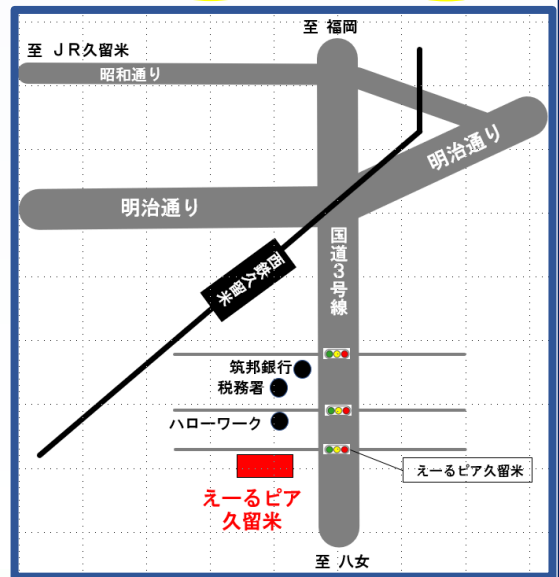 至 福岡
至 JR久留米
昭和通り
明治通り
明治通り
国道3号線
西鉄久留米
筑邦銀行
税務署
ハローワーク
えーるピア久留米
えーるピア
久留米
至 八女